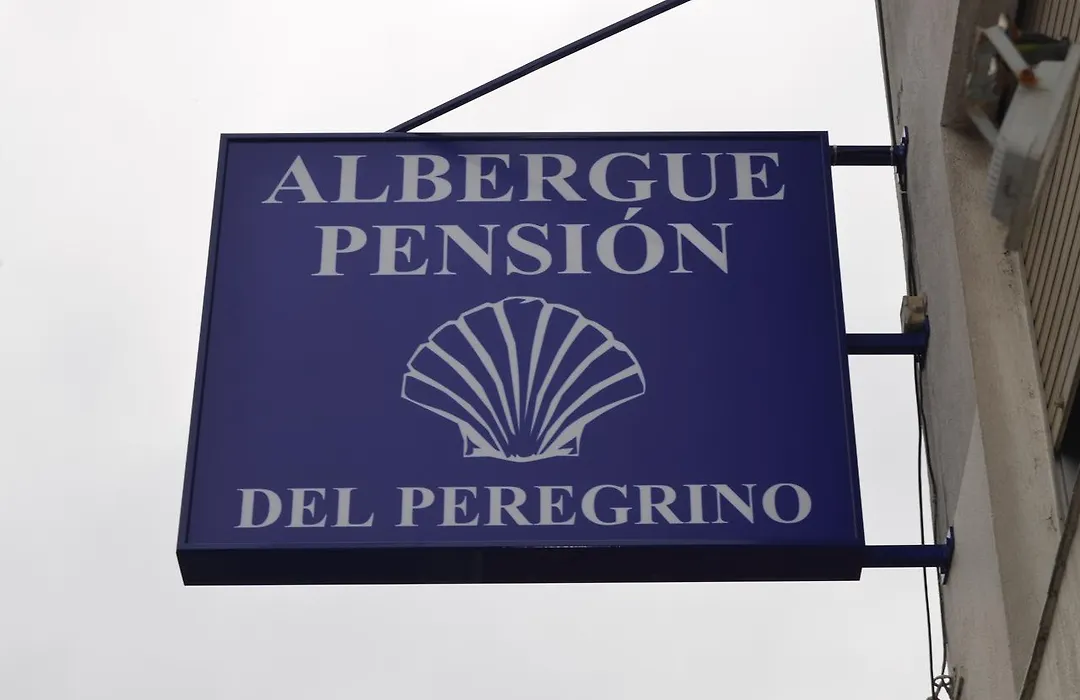 ALBERGUE
PENSIÓN
DEL PEREGRINO